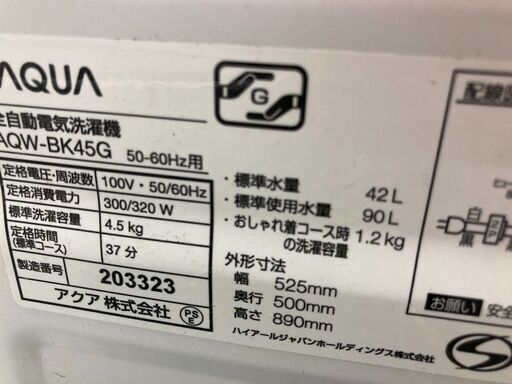 AQUA
全自動電気洗濯機
AQW-BK45G 50-60Hz用
定格電圧・周波数 100V・50/60Hz
定格消費電力 300/320 W
標準洗濯容量 4.5 kg
定格時間
(標準コース) 37 分
製造番号 203323
アクア 株式会社
PS
E
G
・標準水量 42 L
・標準使用水量 90 L
・おしゃれ着コース時
の洗濯容量 1.2 kg
外形寸法
幅 525mm
奥行 500mm
高さ 890mm
ハイアールジャパンホールディングス株式会社
配線
白
黒
お願い 安全